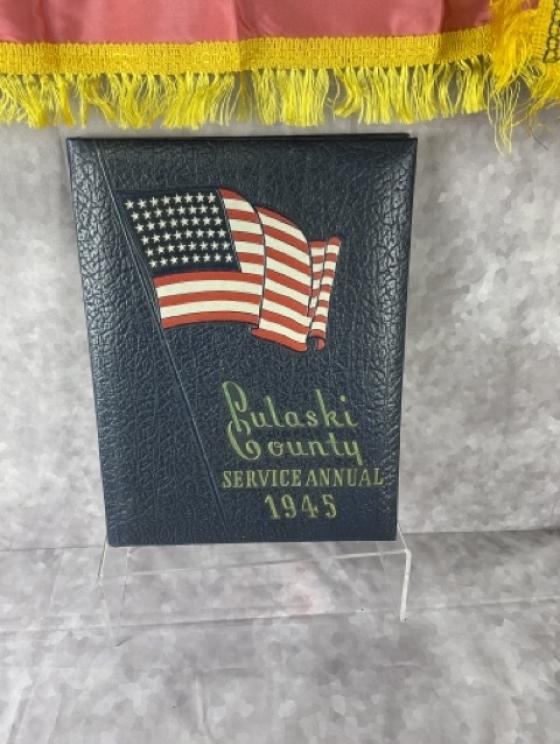 Pulaski
County
SERVICE ANNUAL
1945